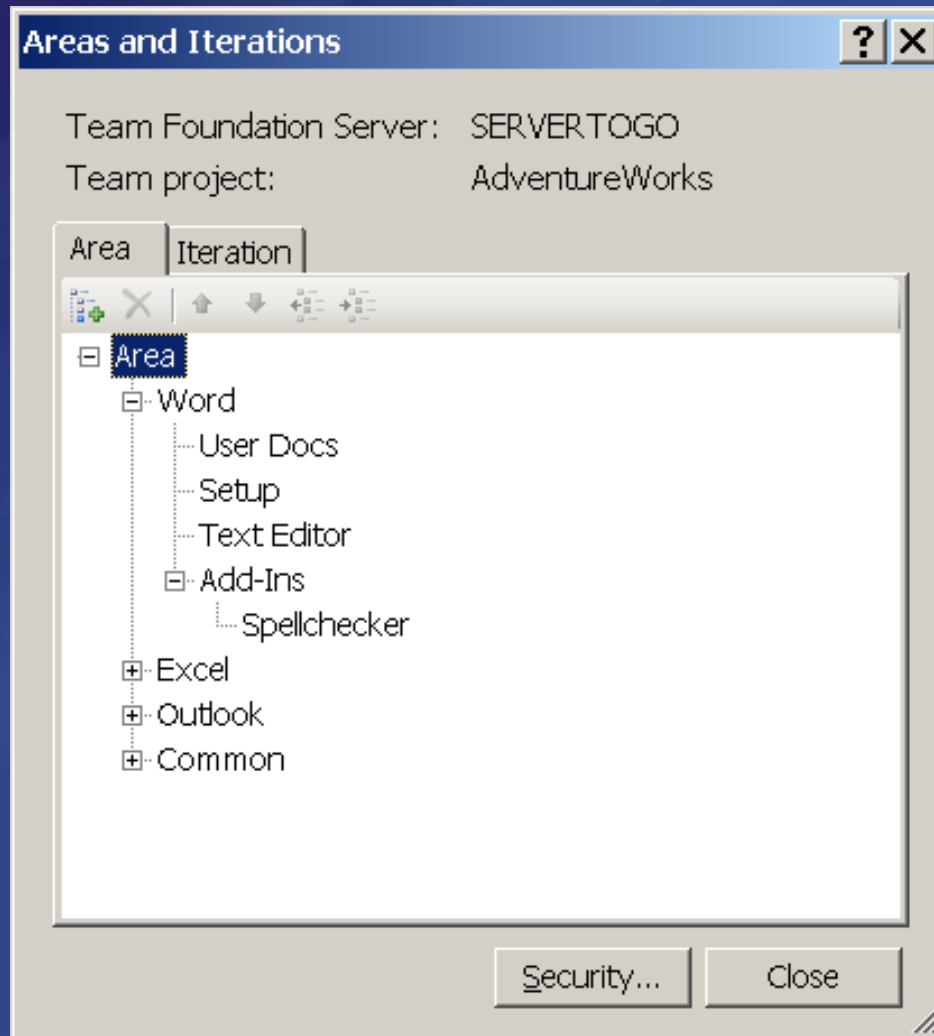 Areas and Iterations
Team Foundation Server: SERVERTOGO
Team project: AdventureWorks
Area Iteration
Area
Word
User Docs
Setup
Text Editor
Add-Ins
Spellchecker
Excel
Outlook
Common
Security... Close